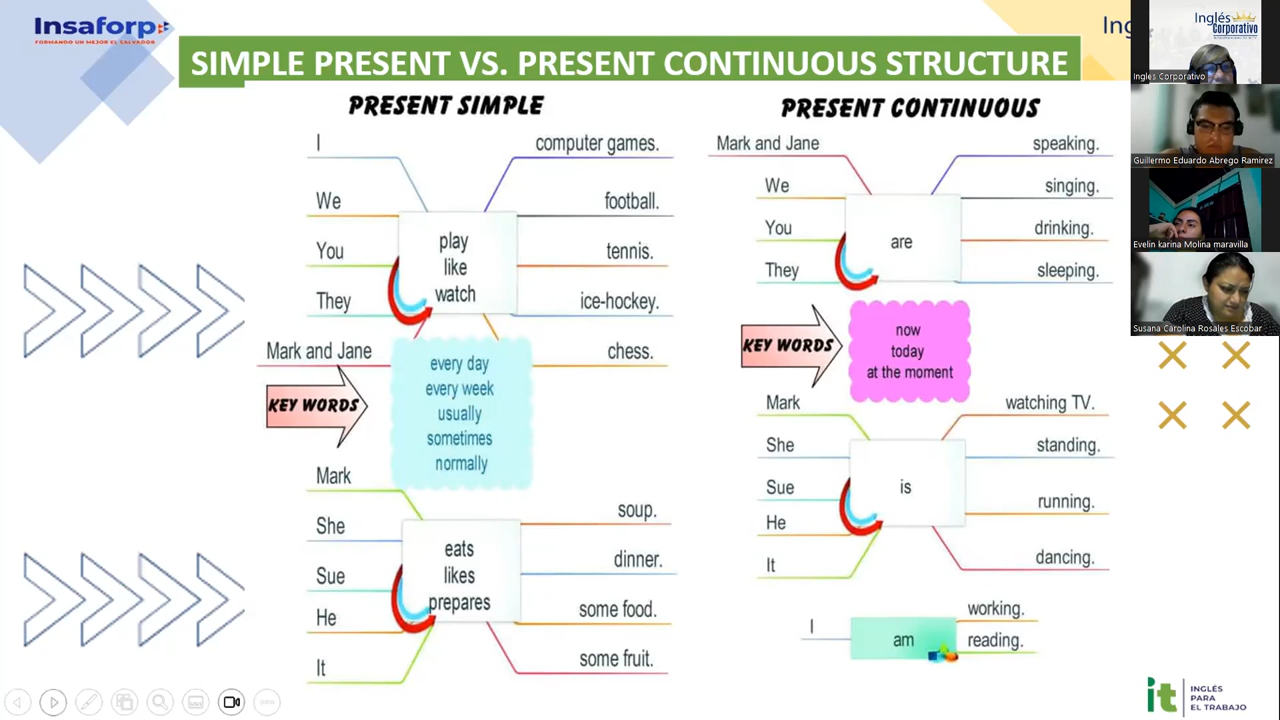 Insaforp
FORMANDO UN MEJOR EL SALVADOR
SIMPLE PRESENT VS. PRESENT CONTINUOUS STRUCTURE
PRESENT SIMPLE
I
We
You
They
Mark and Jane
play
like
watch
computer games.
football.
tennis.
ice-hockey.
chess.
KEY WORDS
every day
every week
usually
sometimes
normally
Mark
She
Sue
He
It
eats
likes
prepares
soup.
dinner.
some food.
some fruit.
PRESENT CONTINUOUS
Mark and Jane
We
You
They
are
speaking.
singing.
drinking.
sleeping.
KEY WORDS
now
today
at the moment
Mark
She
Sue
He
It
is
watching TV.
standing.
running.
dancing.
I
am
working.
reading.
Ing
Inglés
Corporativo
Ingles Corporativo
Guillermo Eduardo Abrego Ramirez
Evelin karina Molina maravilla
Susana Carolina Rosales Escobar
it
INGLÉS
PARA
EL TRABAJO